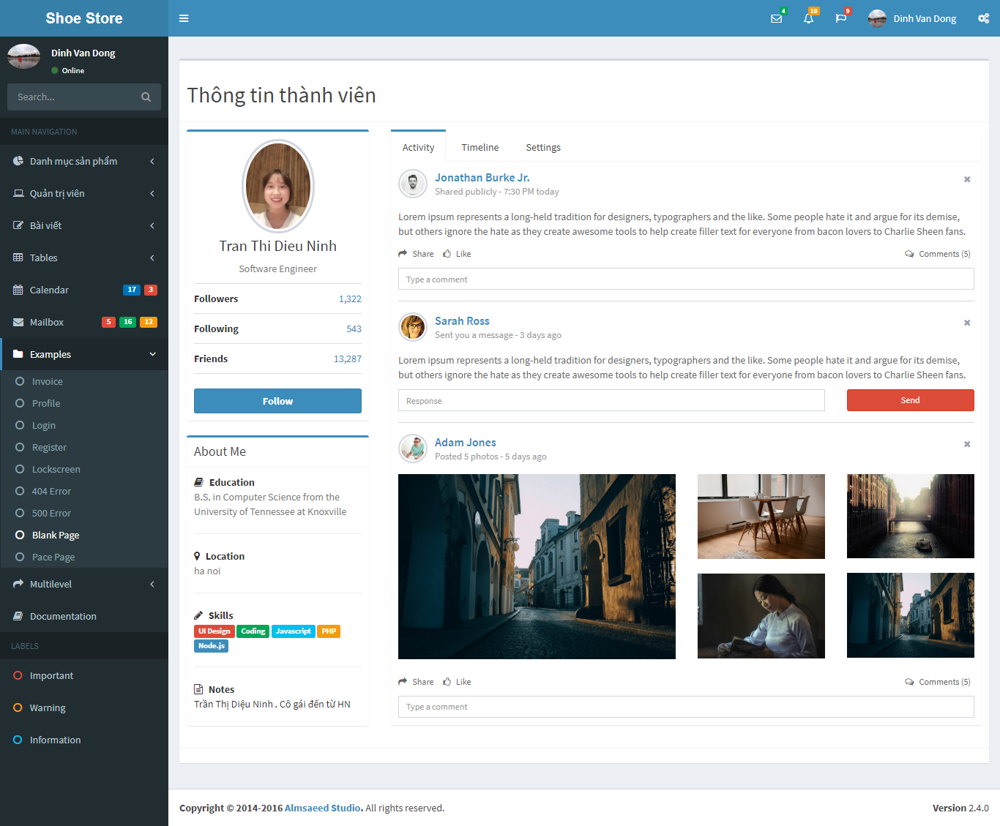 Shoe Store
4
10
9
Dinh Van Dong
Dinh Van Dong
Online
Search...
MAIN NAVIGATION
Danh mục sản phẩm
Quản trị viên
Bài viết
Tables
Calendar 17 3
Mailbox 5 16 12
Examples
Invoice
Profile
Login
Register
Lockscreen
404 Error
500 Error
Blank Page
Pace Page
Multilevel
Documentation
LABELS
Important
Warning
Information
Thông tin thành viên
Tran Thi Dieu Ninh
Software Engineer
Followers 1,322
Following 543
Friends 13,287
Follow
About Me
Education
B.S. in Computer Science from the
University of Tennessee at Knoxville
Location
ha noi
Skills
UI Design Coding Javascript PHP
Node.js
Notes
Trần Thị Diệu Ninh . Cô gái đến từ HN
Activity Timeline Settings
Jonathan Burke Jr.
Shared publicly - 7:30 PM today
Lorem ipsum represents a long-held tradition for designers, typographers and the like. Some people hate it and argue for its demise,
but others ignore the hate as they create awesome tools to help create filler text for everyone from bacon lovers to Charlie Sheen fans.
Share Like Comments (5)
Type a comment
Sarah Ross
Sent you a message - 3 days ago
Lorem ipsum represents a long-held tradition for designers, typographers and the like. Some people hate it and argue for its demise,
but others ignore the hate as they create awesome tools to help create filler text for everyone from bacon lovers to Charlie Sheen fans.
Response Send
Adam Jones
Posted 5 photos - 5 days ago
Share Like Comments (5)
Type a comment
Copyright © 2014-2016 Almsaeed Studio. All rights reserved.
Version 2.4.0